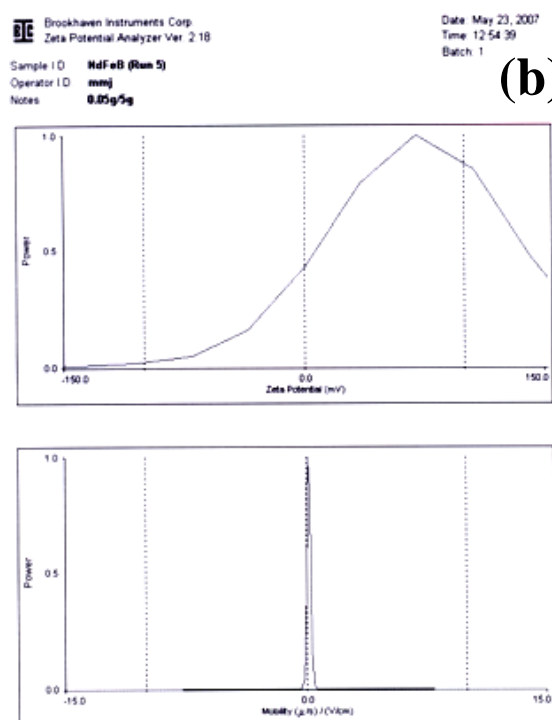 Brookhaven Instruments Corp
Zeta Potential Analyzer Ver. 2.18
Date: May 23, 2007
Time: 12:54:39
Batch: 1
Sample I D NdFeB (Run 5)
Operator I D mmj
Notes 0.05g/5g
(b)
1.0
Power
0.5
0.0
-150.0
0.0
150.0
Zeta Potential (mV)
1.0
Power
0.5
0.0
-15.0
0.0
15.0
Mobility (µ/s) / (V/cm)